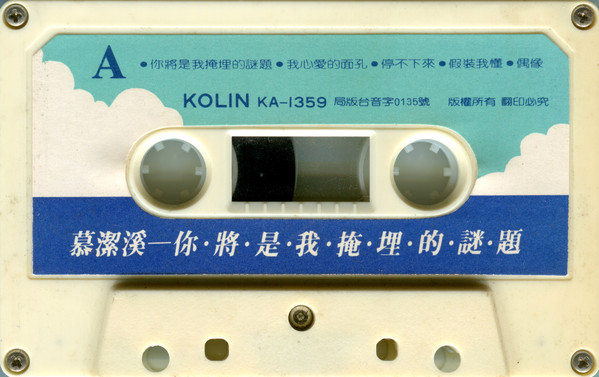 A
●你將是我掩埋的謎題●我心愛的面孔●停不下來●假裝我懂●偶像
KOLIN KA-1359 局版台音字0135號 版權所有 翻印必究
慕潔溪—你·將·是·我·掩·埋·的·謎·題